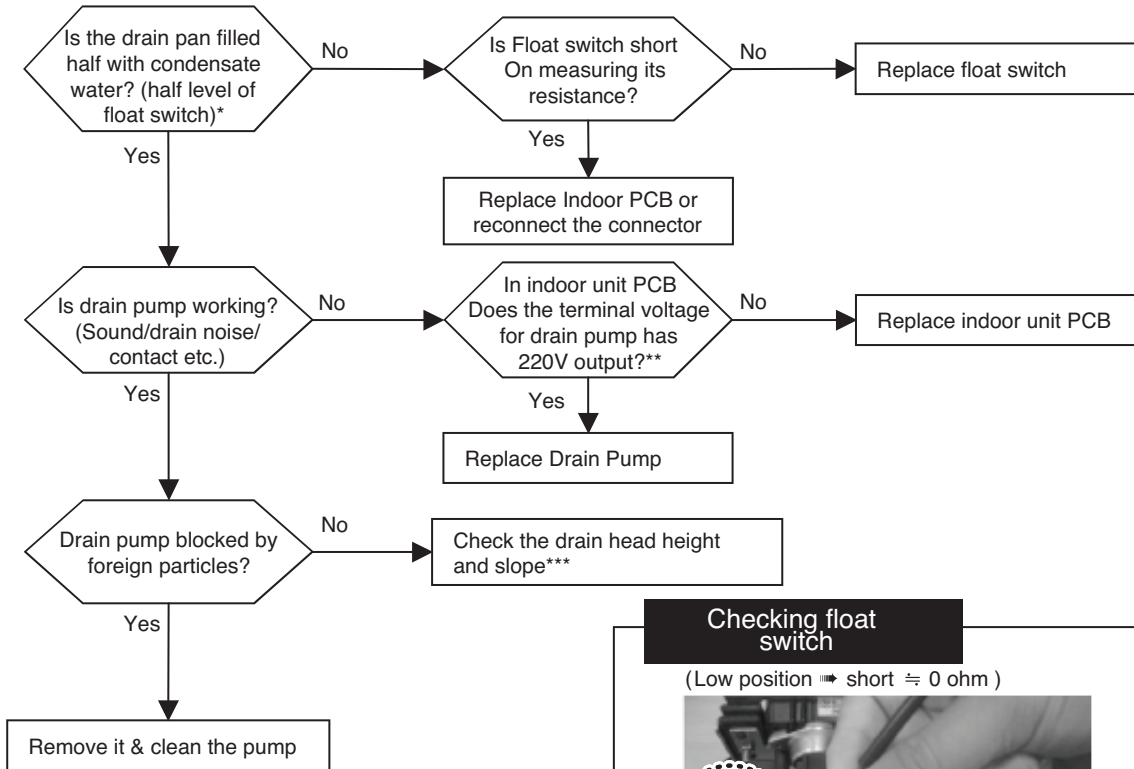 Is the drain pan filled
half with condensate
water? (half level of
float switch)*
No
Is Float switch short
On measuring its
resistance?
No
Replace float switch
Yes
Yes
Replace Indoor PCB or
reconnect the connector
Is drain pump working?
(Sound/drain noise/
contact etc.)
No
In indoor unit PCB
Does the terminal voltage
for drain pump has
220V output?**
No
Replace indoor unit PCB
Yes
Yes
Replace Drain Pump
Drain pump blocked by
foreign particles?
No
Check the drain head height
and slope***
Yes
Remove it & clean the pump
Checking float
switch
(Low position ➠ short ≒ 0 ohm )